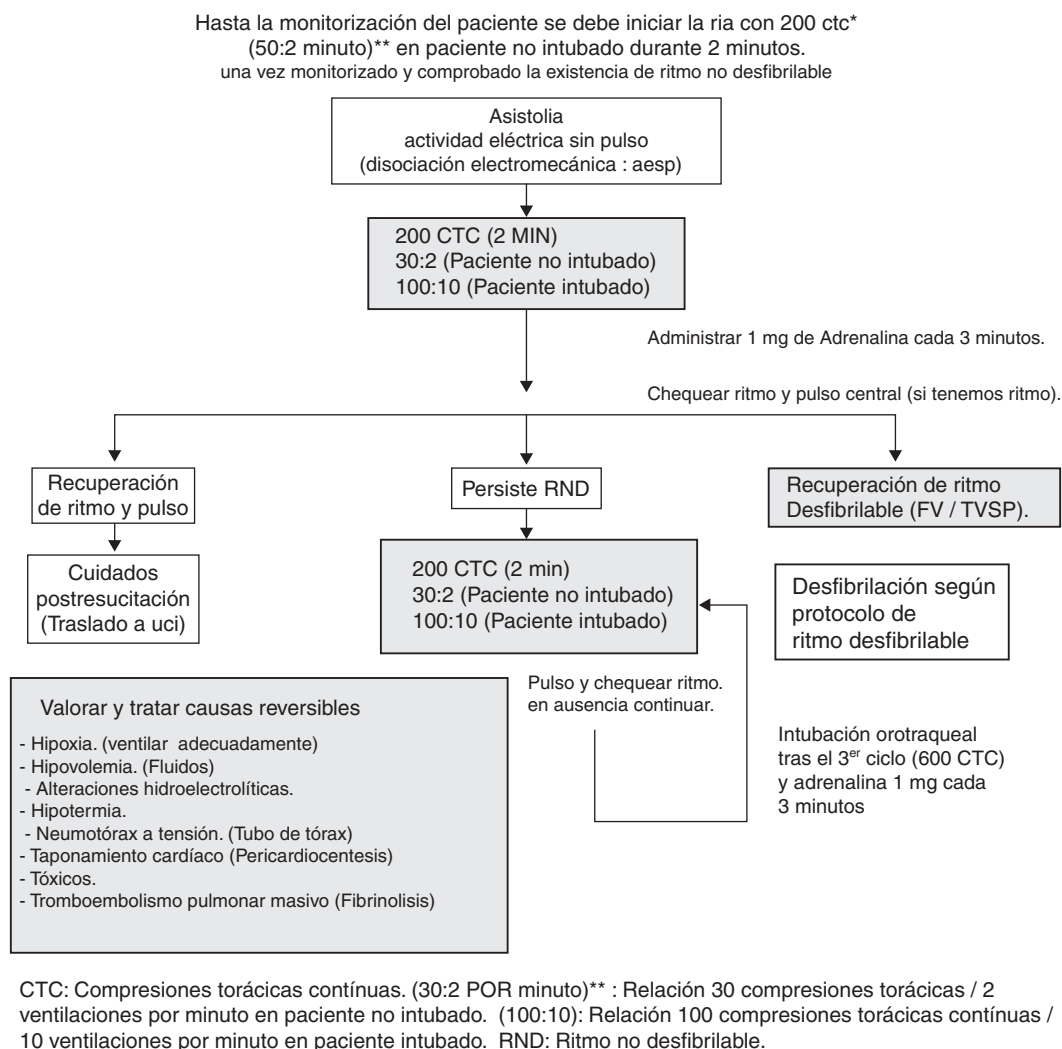 Hasta la monitorización del paciente se debe iniciar la ria con 200 ctc*
(50:2 minuto)** en paciente no intubado durante 2 minutos.
una vez monitorizado y comprobado la existencia de ritmo no desfibrilable
Asistolia
actividad eléctrica sin pulso
(disociación electromecánica : aesp)
200 CTC (2 MIN)
30:2 (Paciente no intubado)
100:10 (Paciente intubado)
Administrar 1 mg de Adrenalina cada 3 minutos.
Chequear ritmo y pulso central (si tenemos ritmo).
Recuperación
de ritmo y pulso
Persiste RND
Recuperación de ritmo
Desfibrilable (FV / TVSP).
Cuidados
postresucitación
(Traslado a uci)
200 CTC (2 min)
30:2 (Paciente no intubado)
100:10 (Paciente intubado)
Desfibrilación según
protocolo de
ritmo desfibrilable
Pulso y chequear ritmo.
en ausencia continuar.
Intubación orotraqueal
tras el 3er ciclo (600 CTC)
y adrenalina 1 mg cada
3 minutos
Valorar y tratar causas reversibles
- Hipoxia. (ventilar adecuadamente)
- Hipovolemia. (Fluidos)
- Alteraciones hidroelectrolíticas.
- Hipotermia.
- Neumotórax a tensión. (Tubo de tórax)
- Taponamiento cardíaco (Pericardiocentesis)
- Tóxicos.
- Tromboembolismo pulmonar masivo (Fibrinolisis)
CTC: Compresiones torácicas contínuas. (30:2 POR minuto)** : Relación 30 compresiones torácicas / 2
ventilaciones por minuto en paciente no intubado. (100:10): Relación 100 compresiones torácicas contínuas /
10 ventilaciones por minuto en paciente intubado. RND: Ritmo no desfibrilable.